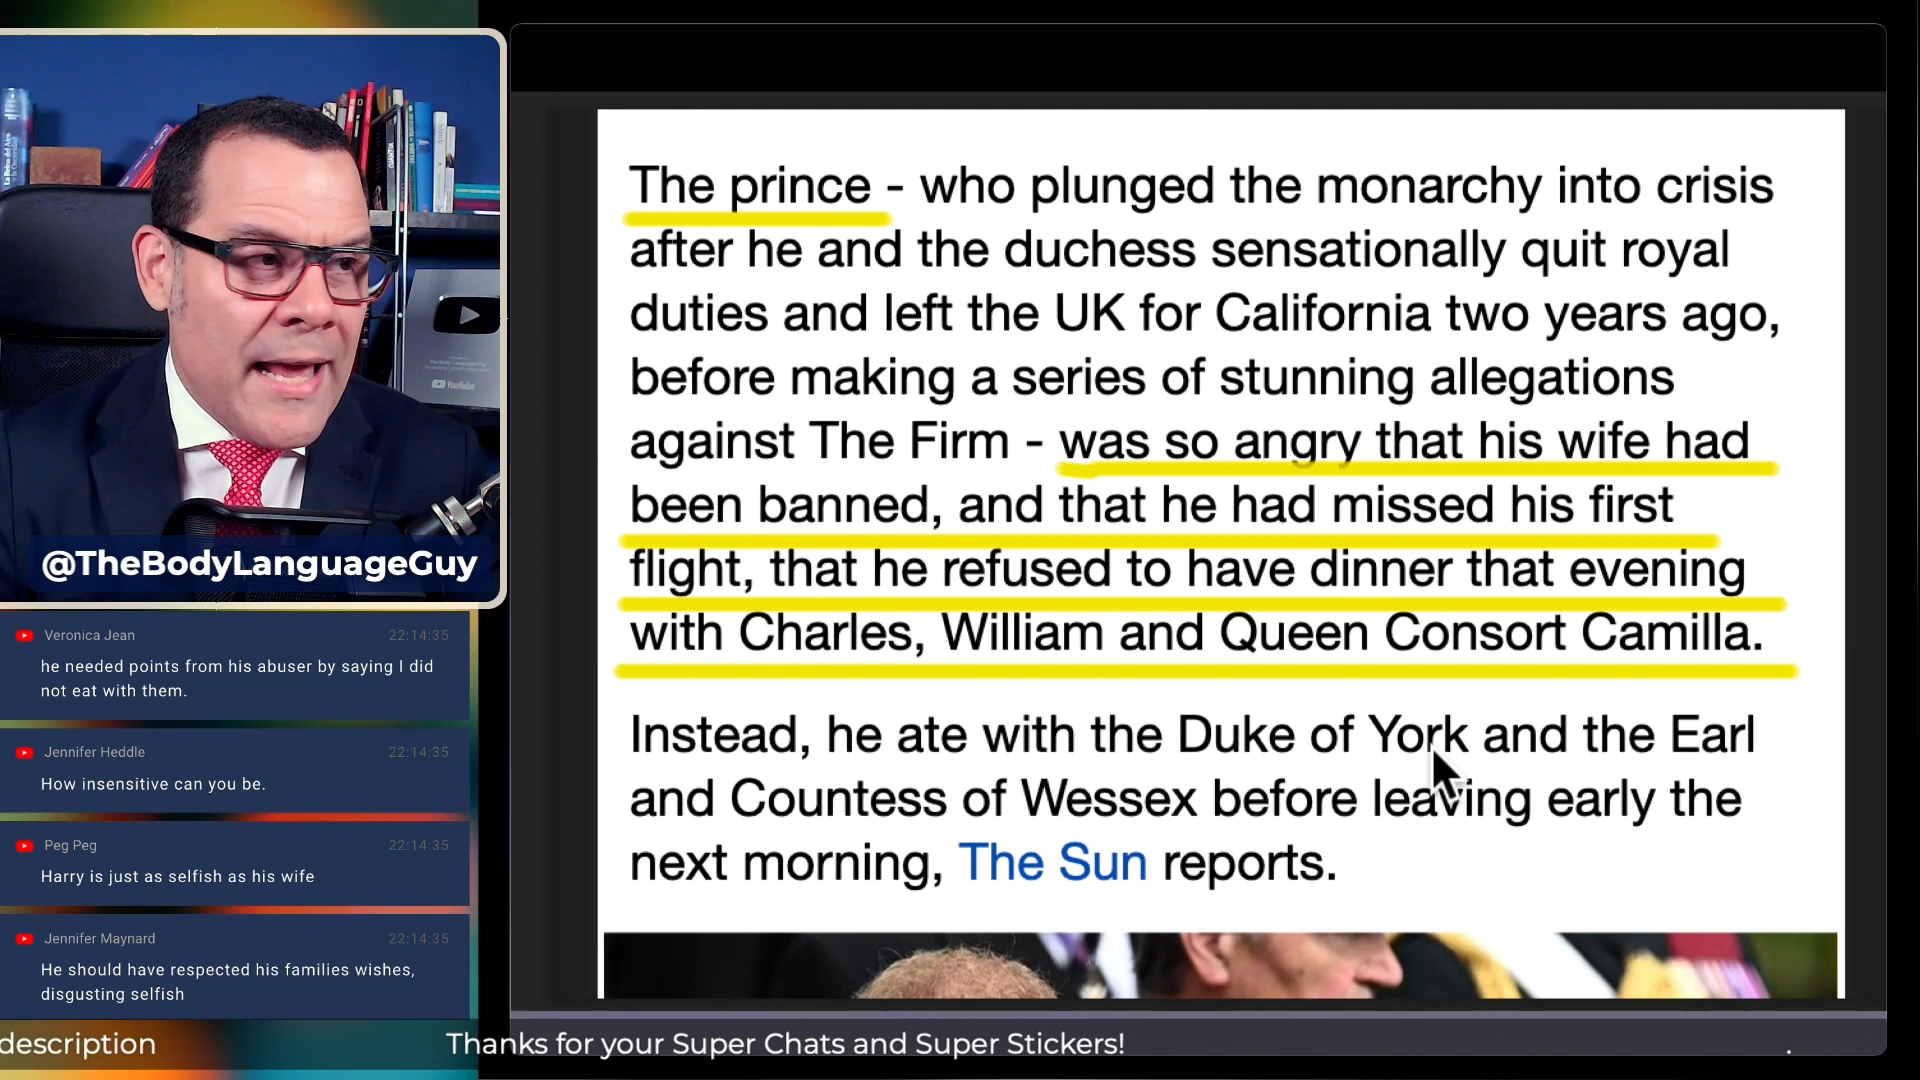 The prince - who plunged the monarchy into crisis
after he and the duchess sensationally quit royal
duties and left the UK for California two years ago,
before making a series of stunning allegations
against The Firm - was so angry that his wife had
been banned, and that he had missed his first
flight, that he refused to have dinner that evening
with Charles, William and Queen Consort Camilla.
Instead, he ate with the Duke of York and the Earl
and Countess of Wessex before leaving early the
next morning, The Sun reports.
YouTube
@TheBodyLanguageGuy
Veronica Jean 22:14:35
he needed points from his abuser by saying I did
not eat with them.
Jennifer Heddle 22:14:35
How insensitive can you be.
Peg Peg 22:14:35
Harry is just as selfish as his wife
Jennifer Maynard 22:14:35
He should have respected his families wishes,
disgusting selfish
description Thanks for your Super Chats and Super Stickers! .